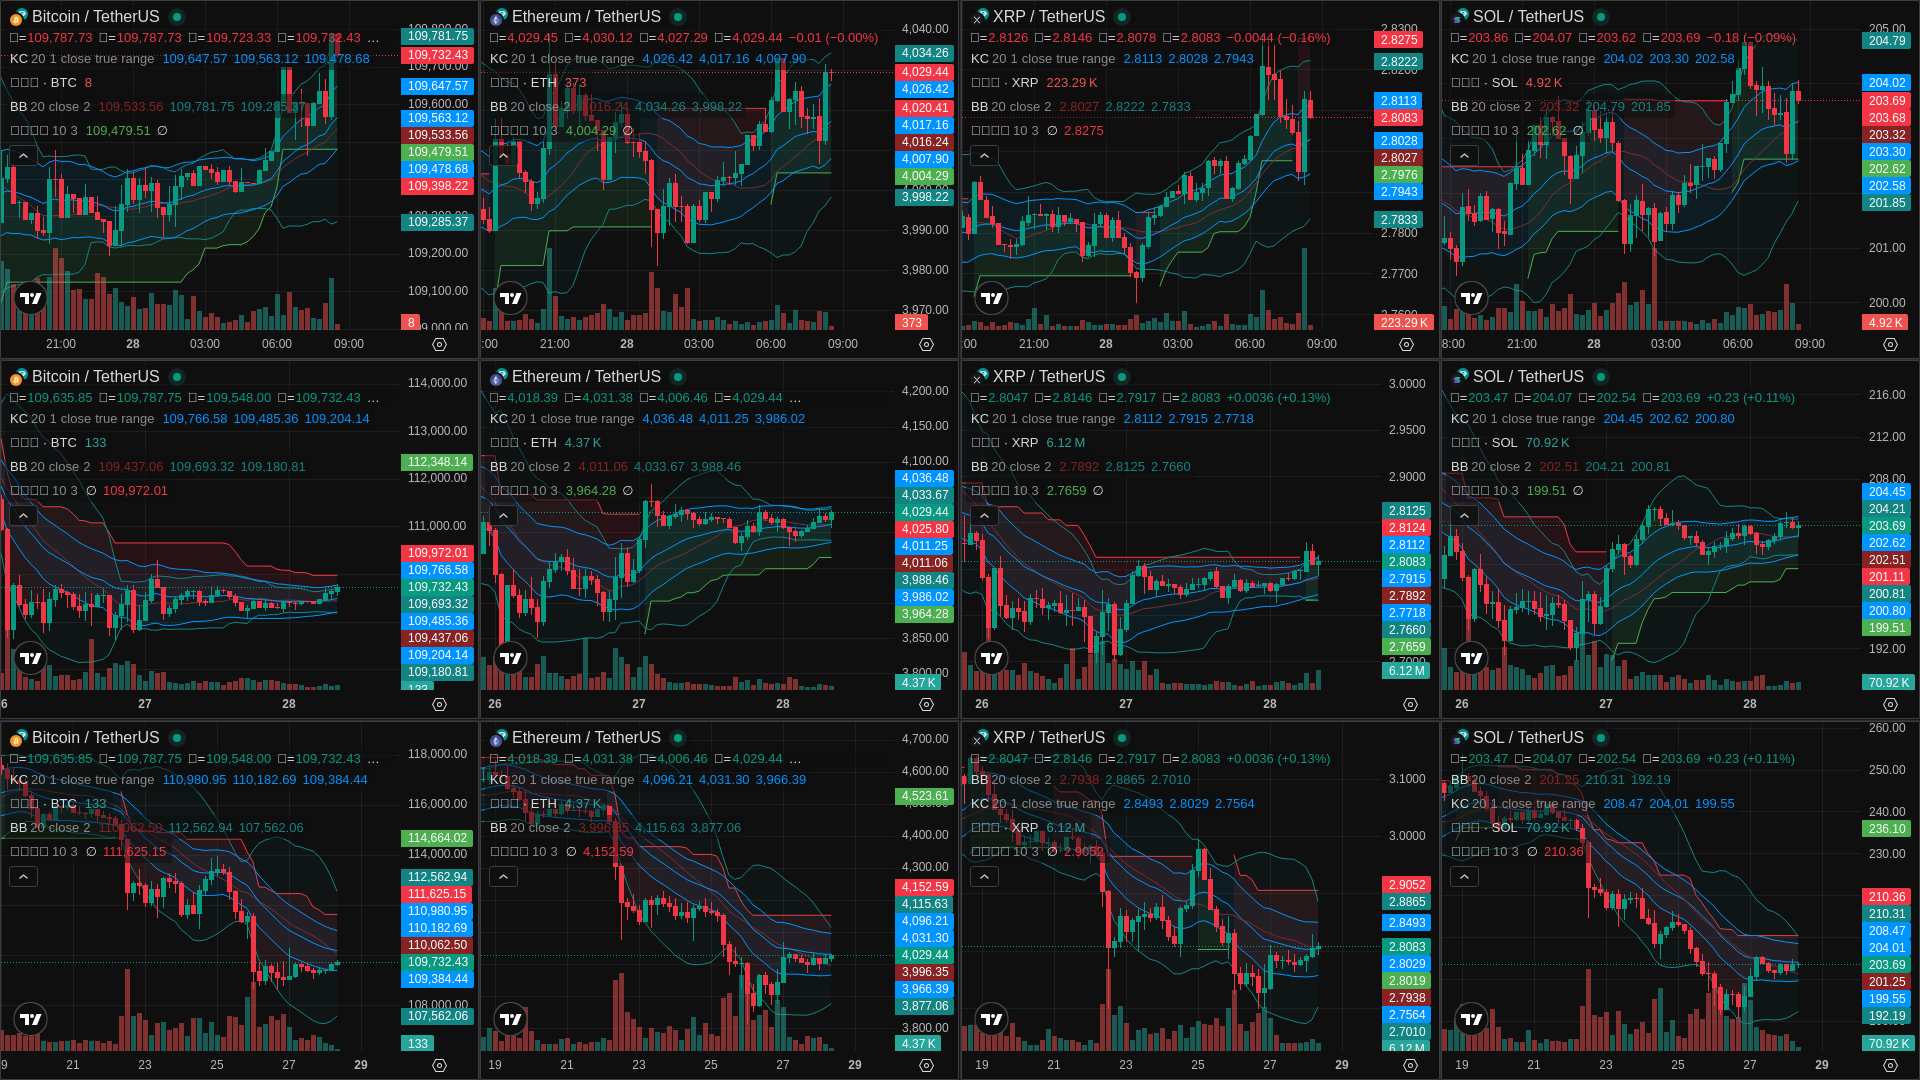 Bitcoin / TetherUS
□=109,787.73 □=109,787.73 □=109,723.33 □=109,732.43 ...
KC 20 1 close true range 109,647.57 109,563.12 109,478.68
□□□ · BTC 8
BB 20 close 2 109,533.56 109,781.75 109,285.37
□□□□ 10 3 109,479.51 ∅
109,781.75
109,732.43
109,700.00
109,647.57
109,600.00
109,563.12
109,533.56
109,479.51
109,478.68
109,398.22
109,285.37
109,200.00
109,100.00
109,000.00
8
21:00 28 03:00 06:00 09:00
Ethereum / TetherUS
□=4,029.45 □=4,030.12 □=4,027.29 □=4,029.44 −0.01 (−0.00%)
KC 20 1 close true range 4,026.42 4,017.16 4,007.90
□□□ · ETH 373
BB 20 close 2 4,016.24 4,034.26 3,998.22
□□□□ 10 3 4,004.29 ∅
4,040.00
4,034.26
4,029.44
4,026.42
4,020.41
4,017.16
4,016.24
4,007.90
4,004.29
3,998.22
3,990.00
3,980.00
3,970.00
373
:00 21:00 28 03:00 06:00 09:00
XRP / TetherUS
□=2.8126 □=2.8146 □=2.8078 □=2.8083 −0.0044 (−0.16%)
KC 20 1 close true range 2.8113 2.8028 2.7943
□□□ · XRP 223.29 K
BB 20 close 2 2.8027 2.8222 2.7833
□□□□ 10 3 ∅ 2.8275
2.8300
2.8275
2.8222
2.8200
2.8113
2.8083
2.8028
2.8027
2.7976
2.7943
2.7833
2.7800
2.7700
2.7600
223.29 K
:00 21:00 28 03:00 06:00 09:00
SOL / TetherUS
□=203.86 □=204.07 □=203.62 □=203.69 −0.18 (−0.09%)
KC 20 1 close true range 204.02 203.30 202.58
□□□ · SOL 4.92 K
BB 20 close 2 203.32 204.79 201.85
□□□□ 10 3 202.62 ∅
205.00
204.79
204.02
203.69
203.68
203.32
203.30
202.62
202.58
201.85
201.00
200.00
4.92 K
8:00 21:00 28 03:00 06:00 09:00
Bitcoin / TetherUS
□=109,635.85 □=109,787.75 □=109,548.00 □=109,732.43 ...
KC 20 1 close true range 109,766.58 109,485.36 109,204.14
□□□ · BTC 133
BB 20 close 2 109,437.06 109,693.32 109,180.81
□□□□ 10 3 ∅ 109,972.01
114,000.00
113,000.00
112,348.14
112,000.00
111,000.00
109,972.01
109,766.58
109,732.43
109,693.32
109,485.36
109,437.06
109,204.14
109,180.81
133
6 27 28
Ethereum / TetherUS
□=4,018.39 □=4,031.38 □=4,006.46 □=4,029.44 ...
KC 20 1 close true range 4,036.48 4,011.25 3,986.02
□□□ · ETH 4.37 K
BB 20 close 2 4,011.06 4,033.67 3,988.46
□□□□ 10 3 3,964.28 ∅
4,200.00
4,150.00
4,100.00
4,036.48
4,033.67
4,029.44
4,025.80
4,011.25
4,011.06
3,988.46
3,986.02
3,964.28
3,850.00
3,800.00
4.37 K
26 27 28
XRP / TetherUS
□=2.8047 □=2.8146 □=2.7917 □=2.8083 +0.0036 (+0.13%)
KC 20 1 close true range 2.8112 2.7915 2.7718
□□□ · XRP 6.12 M
BB 20 close 2 2.7892 2.8125 2.7660
□□□□ 10 3 2.7659 ∅
3.0000
2.9500
2.9000
2.8125
2.8124
2.8112
2.8083
2.7915
2.7892
2.7718
2.7660
2.7659
2.7000
6.12 M
26 27 28
SOL / TetherUS
□=203.47 □=204.07 □=202.54 □=203.69 +0.23 (+0.11%)
KC 20 1 close true range 204.45 202.62 200.80
□□□ · SOL 70.92 K
BB 20 close 2 202.51 204.21 200.81
□□□□ 10 3 199.51 ∅
216.00
212.00
208.00
204.45
204.21
203.69
202.62
202.51
201.11
200.81
200.80
199.51
192.00
70.92 K
26 27 28
Bitcoin / TetherUS
□=109,635.85 □=109,787.75 □=109,548.00 □=109,732.43 ...
KC 20 1 close true range 110,980.95 110,182.69 109,384.44
□□□ · BTC 133
BB 20 close 2 110,062.50 112,562.94 107,562.06
□□□□ 10 3 ∅ 111,625.15
118,000.00
116,000.00
114,664.02
114,000.00
112,562.94
111,625.15
110,980.95
110,182.69
110,062.50
109,732.43
109,384.44
108,000.00
107,562.06
133
9 21 23 25 27 29
Ethereum / TetherUS
□=4,018.39 □=4,031.38 □=4,006.46 □=4,029.44 ...
KC 20 1 close true range 4,096.21 4,031.30 3,966.39
□□□ · ETH 4.37 K
BB 20 close 2 3,996.35 4,115.63 3,877.06
□□□□ 10 3 ∅ 4,152.59
4,700.00
4,600.00
4,523.61
4,400.00
4,300.00
4,152.59
4,115.63
4,096.21
4,031.30
4,029.44
3,996.35
3,966.39
3,877.06
3,800.00
4.37 K
19 21 23 25 27 29
XRP / TetherUS
□=2.8047 □=2.8146 □=2.7917 □=2.8083 +0.0036 (+0.13%)
BB 20 close 2 2.7938 2.8865 2.7010
KC 20 1 close true range 2.8493 2.8029 2.7564
□□□ · XRP 6.12 M
□□□□ 10 3 ∅ 2.9052
3.1000
3.0000
2.9052
2.8865
2.8493
2.8083
2.8029
2.8019
2.7938
2.7564
2.7010
6.12 M
19 21 23 25 27 29
SOL / TetherUS
□=203.47 □=204.07 □=202.54 □=203.69 +0.23 (+0.11%)
BB 20 close 2 201.25 210.31 192.19
KC 20 1 close true range 208.47 204.01 199.55
□□□ · SOL 70.92 K
□□□□ 10 3 ∅ 210.36
260.00
250.00
240.00
236.10
230.00
210.36
210.31
208.47
204.01
203.69
201.25
199.55
192.19
70.92 K
19 21 23 25 27 29